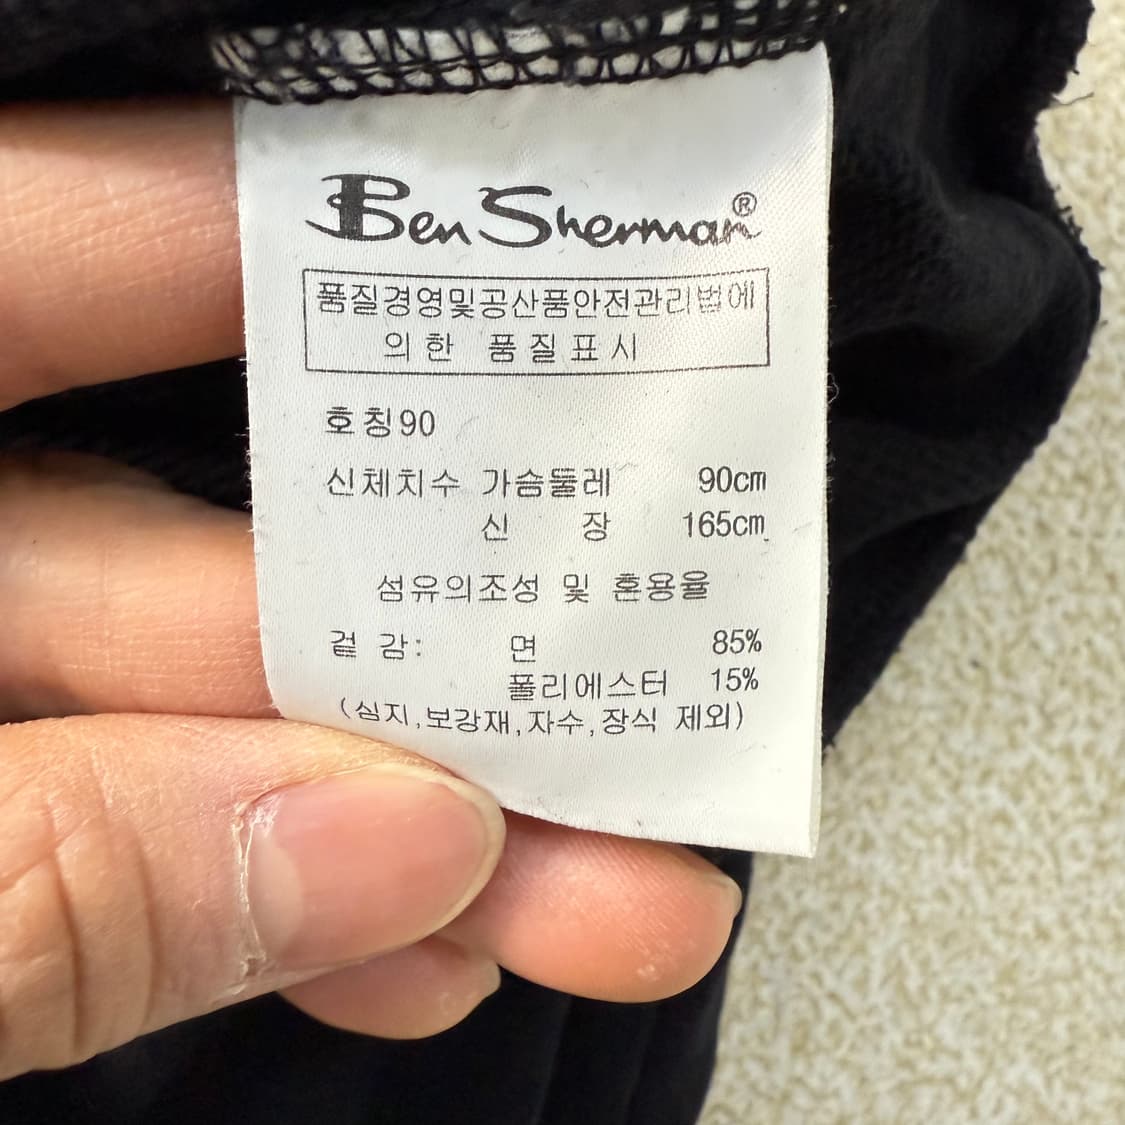 Ben Sherman®
품질경영및공산품안전관리법에
의한 품질표시
호칭90
신체치수 가슴둘레 90cm
신 장 165cm
섬유의조성 및 혼용율
겉 감: 면 85%
폴리에스터 15%
(심지,보강재,자수,장식 제외)